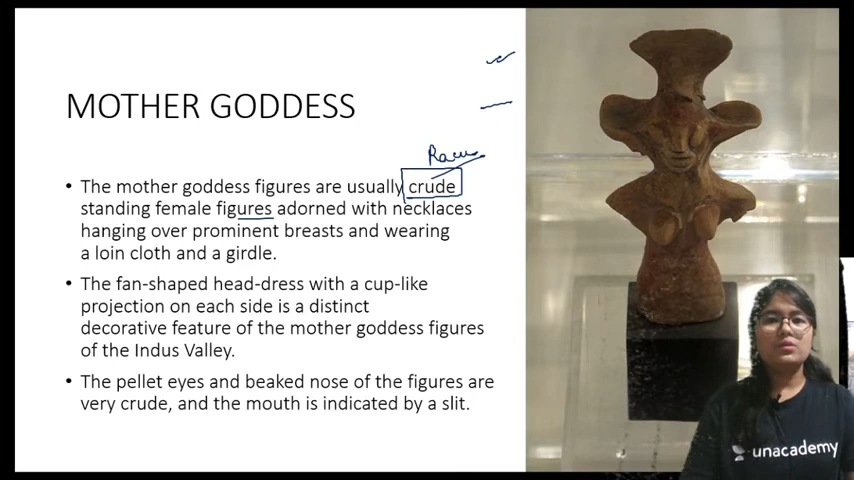 MOTHER GODDESS
• The mother goddess figures are usually crude
standing female figures adorned with necklaces
hanging over prominent breasts and wearing
a loin cloth and a girdle.
• The fan-shaped head-dress with a cup-like
projection on each side is a distinct
decorative feature of the mother goddess figures
of the Indus Valley.
• The pellet eyes and beaked nose of the figures are
very crude, and the mouth is indicated by a slit.
unacademy